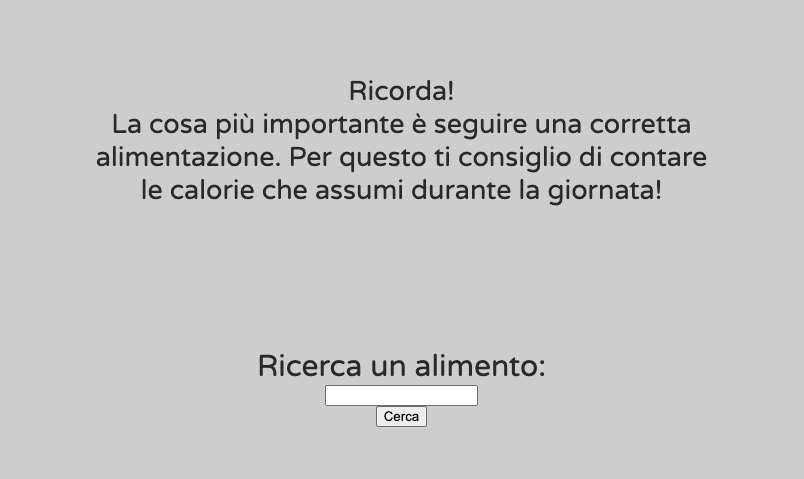 Ricorda!
La cosa più importante è seguire una corretta
alimentazione. Per questo ti consiglio di contare
le calorie che assumi durante la giornata!
Ricerca un alimento:
Cerca